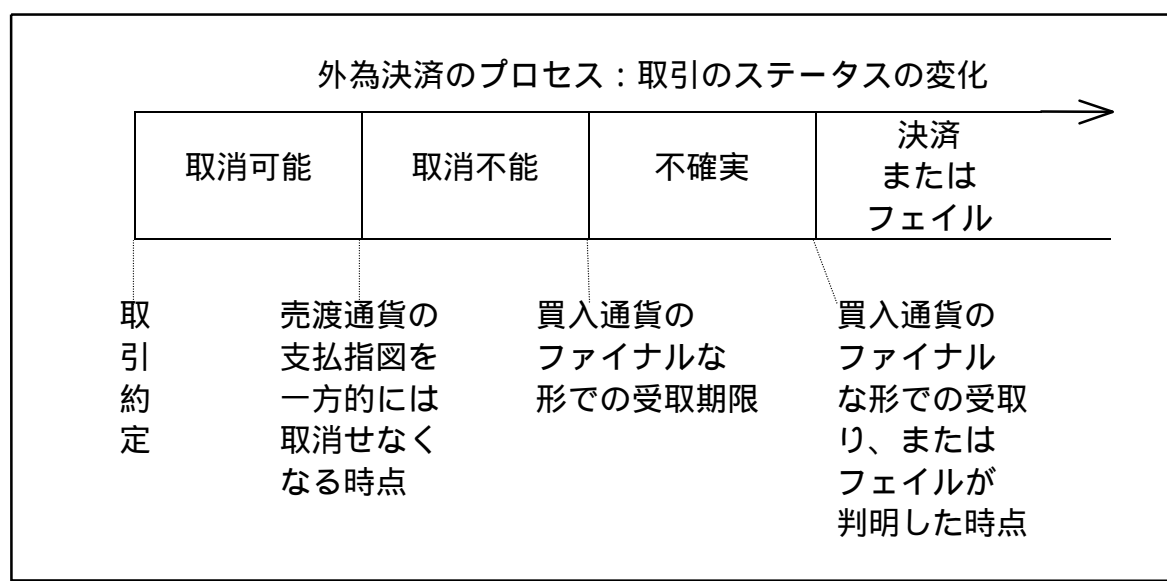 外為決済のプロセス：取引のステータスの変化
取消可能
取消不能
不確実
決済
または
フェイル
取
引
約
定
売渡通貨の
支払指図を
一方的には
取消せなく
なる時点
買入通貨の
ファイナルな
形での受取期限
買入通貨の
ファイナル
な形での受取
り、または
フェイルが
判明した時点